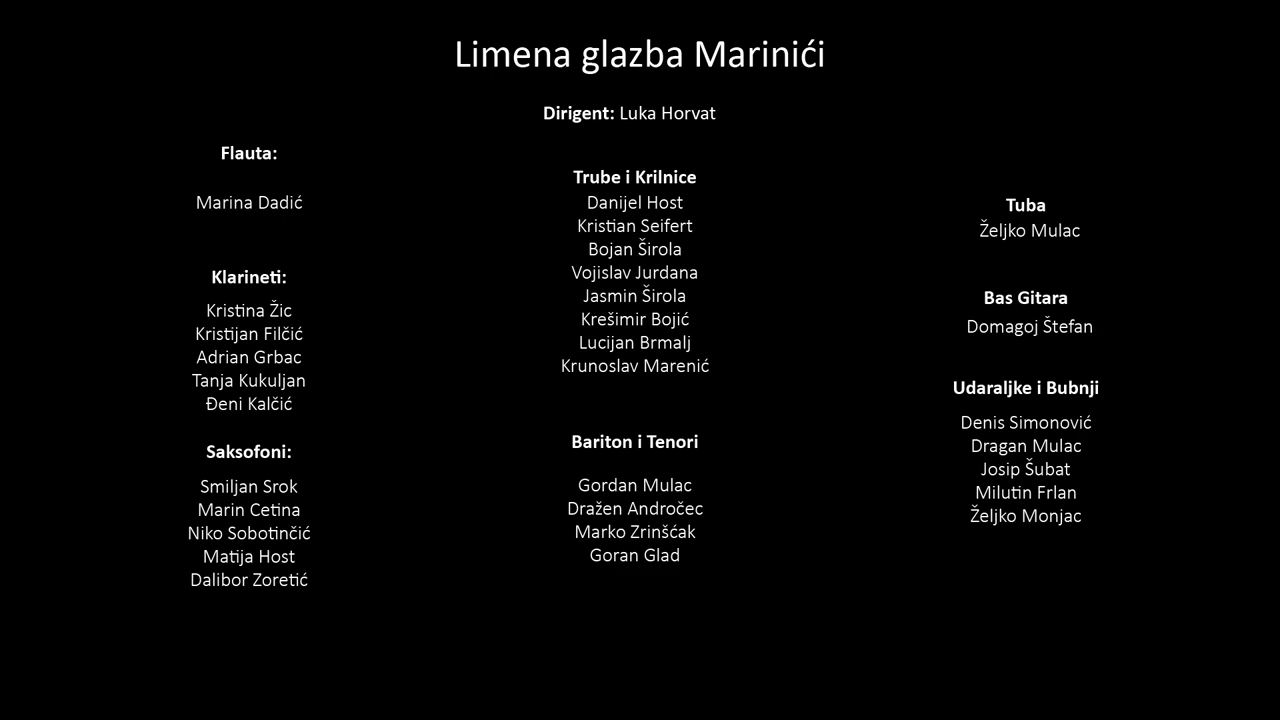 Limena glazba Marinići
Dirigent: Luka Horvat
Flauta:
Marina Dadić
Klarineti:
Kristina Žic
Kristijan Filčić
Adrian Grbac
Tanja Kukuljan
Đeni Kalčić
Saksofoni:
Smiljan Srok
Marin Cetina
Niko Sobotinčić
Matija Host
Dalibor Zoretić
Trube i Krilnice
Danijel Host
Kristian Seifert
Bojan Širola
Vojislav Jurdana
Jasmin Širola
Krešimir Bojić
Lucijan Brmalj
Krunoslav Marenić
Bariton i Tenori
Gordan Mulac
Dražen Andročec
Marko Zrinšćak
Goran Glad
Tuba
Željko Mulac
Bas Gitara
Domagoj Štefan
Udaraljke i Bubnji
Denis Simonović
Dragan Mulac
Josip Šubat
Milutin Frlan
Željko Monjac